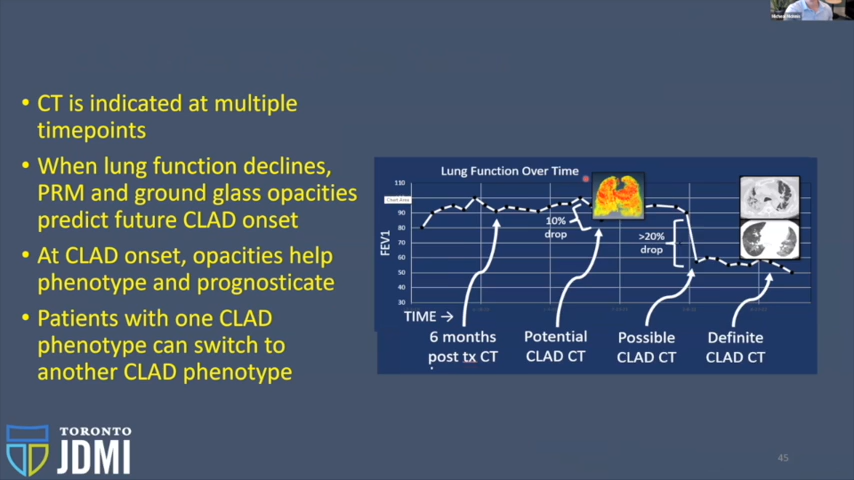 • CT is indicated at multiple
timepoints
• When lung function declines,
PRM and ground glass opacities
predict future CLAD onset
• At CLAD onset, opacities help
phenotype and prognosticate
• Patients with one CLAD
phenotype can switch to
another CLAD phenotype
Lung Function Over Time
110
Chart Area
90
80
70
60
50
40
30
FEV1
10%
drop
>20%
drop
TIME →
6 months
post tx CT
Potential
CLAD CT
Possible
CLAD CT
Definite
CLAD CT
TORONTO
JDMI
45